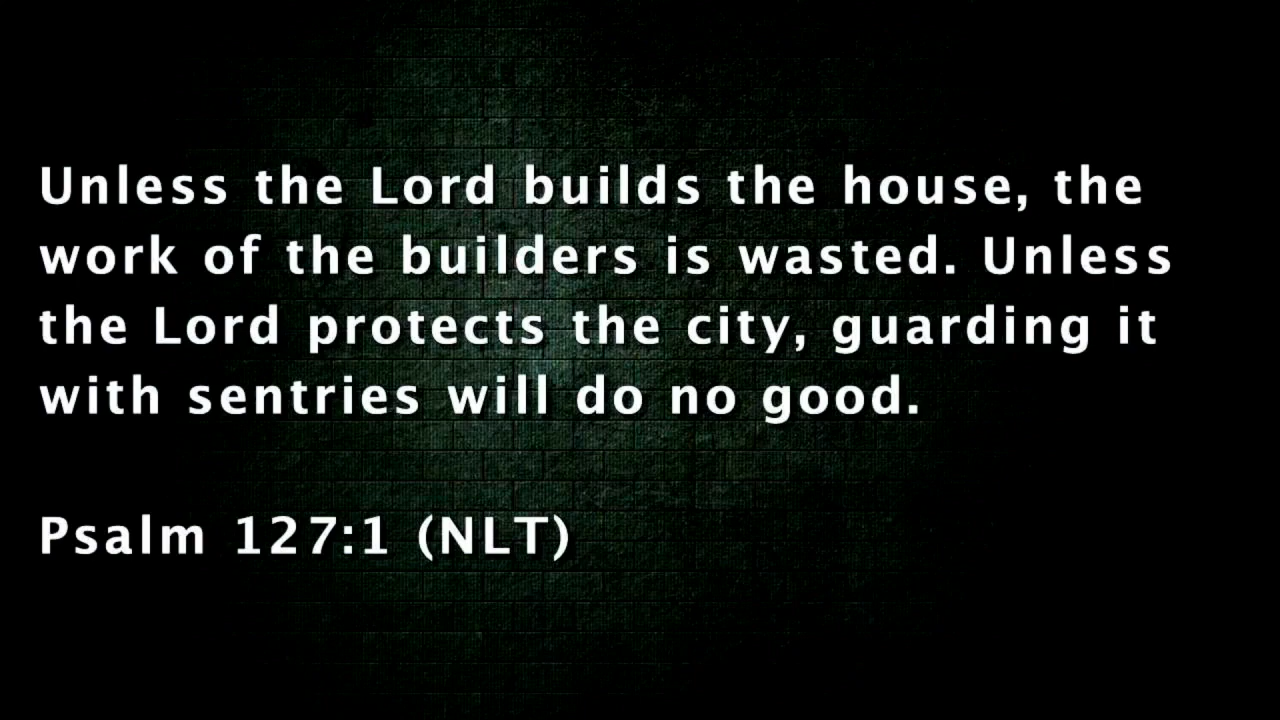 Unless the Lord builds the house, the
work of the builders is wasted. Unless
the Lord protects the city, guarding it
with sentries will do no good.
Psalm 127:1 (NLT)